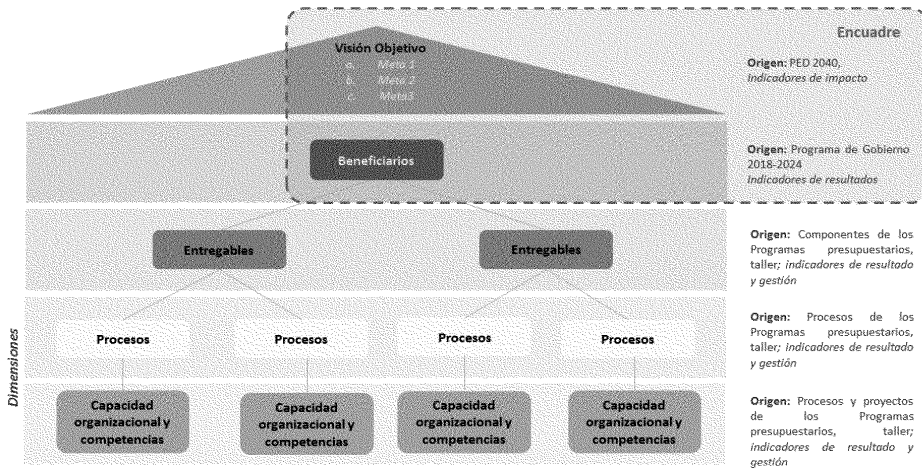 Encuadre
Visión Objetivo
a. Meta 1
b. Meta 2
c. Meta3
Origen: PED 2040,
Indicadores de impacto
Beneficiarios
Origen: Programa de Gobierno
2018-2024
Indicadores de resultados
Entregables
Entregables
Origen: Componentes de los
Programas presupuestarios,
taller; indicadores de resultado
y gestión
Procesos
Procesos
Procesos
Procesos
Origen: Procesos de los
Programas presupuestarios,
taller; indicadores de resultado
y gestión
Dimensiones
Capacidad
organizacional y
competencias
Capacidad
organizacional y
competencias
Capacidad
organizacional y
competencias
Capacidad
organizacional y
competencias
Origen: Procesos y proyectos
de los Programas
presupuestarios, taller;
indicadores de resultado y
gestión